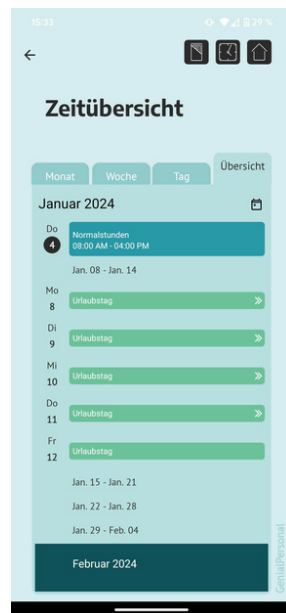 15:33
29 %
Zeitübersicht
Monat
Woche
Tag
Übersicht
Januar 2024
Do
4
Normalstunden
08:00 AM - 04:00 PM
Jan. 08 - Jan. 14
Mo
8
Urlaubstag
Di
9
Urlaubstag
Mi
10
Urlaubstag
Do
11
Urlaubstag
Fr
12
Urlaubstag
Jan. 15 - Jan. 21
Jan. 22 - Jan. 28
Jan. 29 - Feb. 04
Februar 2024
GenialPersonal